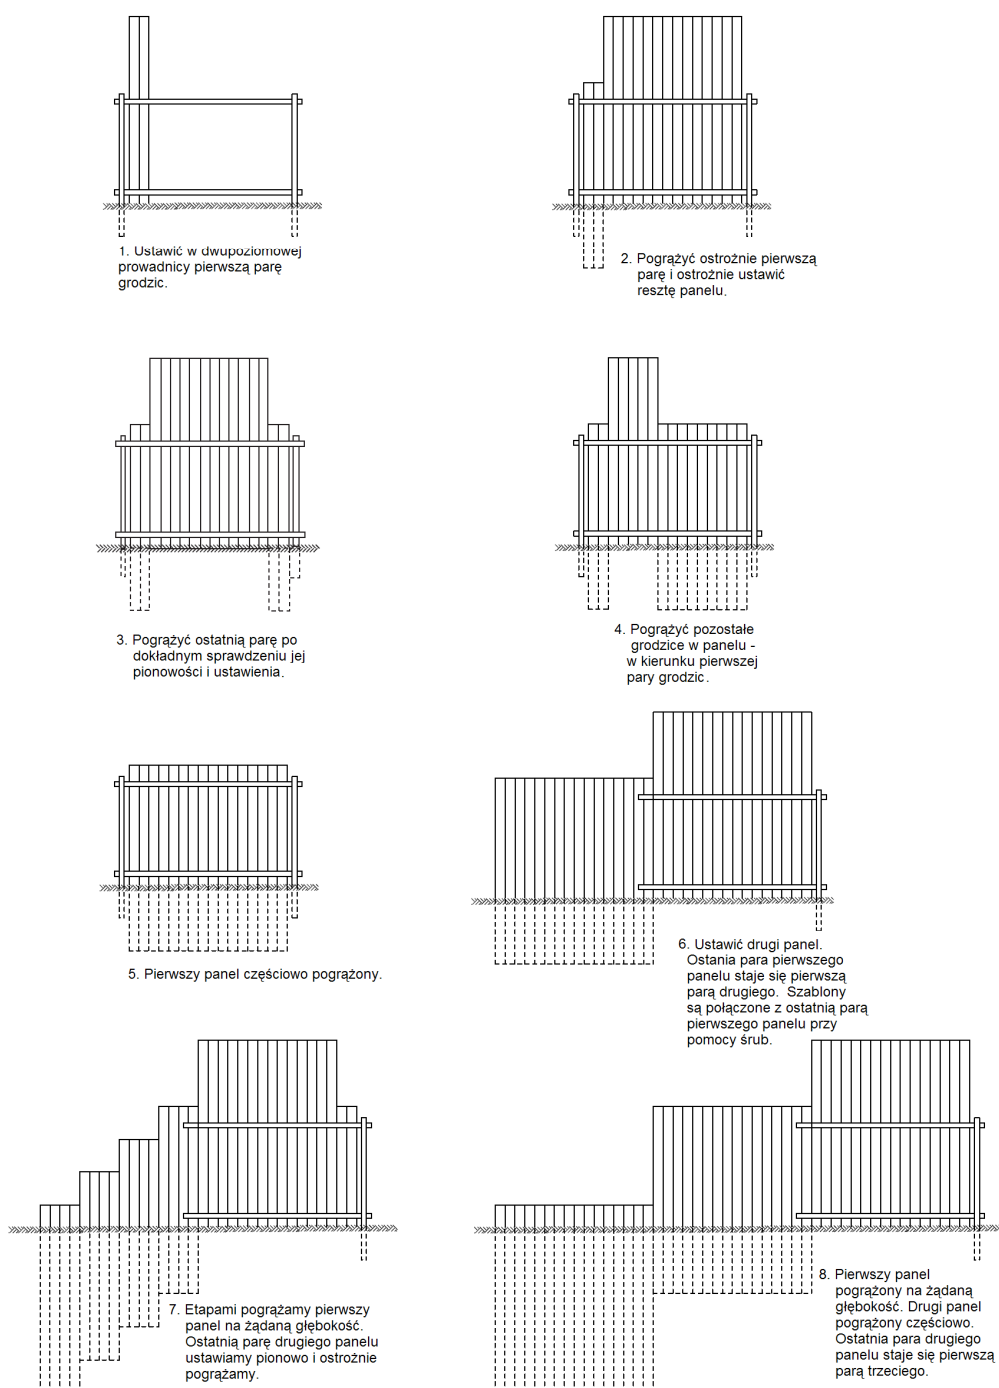 1. Ustawić w dwupoziomowej
prowadnicy pierwszą parę
grodzic.
2. Pogrążyć ostrożnie pierwszą
parę i ostrożnie ustawić
resztę panelu.
3. Pogrążyć ostatnią parę po
dokładnym sprawdzeniu jej
pionowości i ustawienia.
4. Pogrążyć pozostałe
grodzice w panelu -
w kierunku pierwszej
pary grodzic.
5. Pierwszy panel częściowo pogrążony.
6. Ustawić drugi panel.
Ostania para pierwszego
panelu staje się pierwszą
parą drugiego. Szablony
są połączone z ostatnią parą
pierwszego panelu przy
pomocy śrub.
7. Etapami pogrążamy pierwszy
panel na żądaną głębokość.
Ostatnią parę drugiego panelu
ustawiamy pionowo i ostrożnie
pogrążamy.
8. Pierwszy panel
pogrążony na żądaną
głębokość. Drugi panel
pogrążony częściowo.
Ostatnia para drugiego
panelu staje się pierwszą
parą trzeciego.